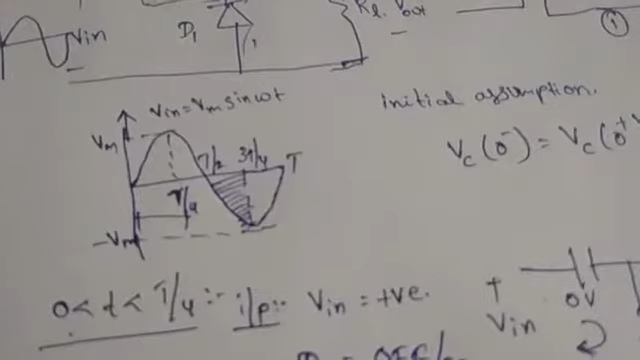 Vin
D1
RL Vout
1
Vin = Vm sin ωt
Vm
T/2 3T/4 T
T/4
-Vm
initial assumption.
Vc(0⁻) = Vc(0⁺
0 < t < T/4 :- i/p:- Vin = +ve.
+
0V
Vin
= OFF